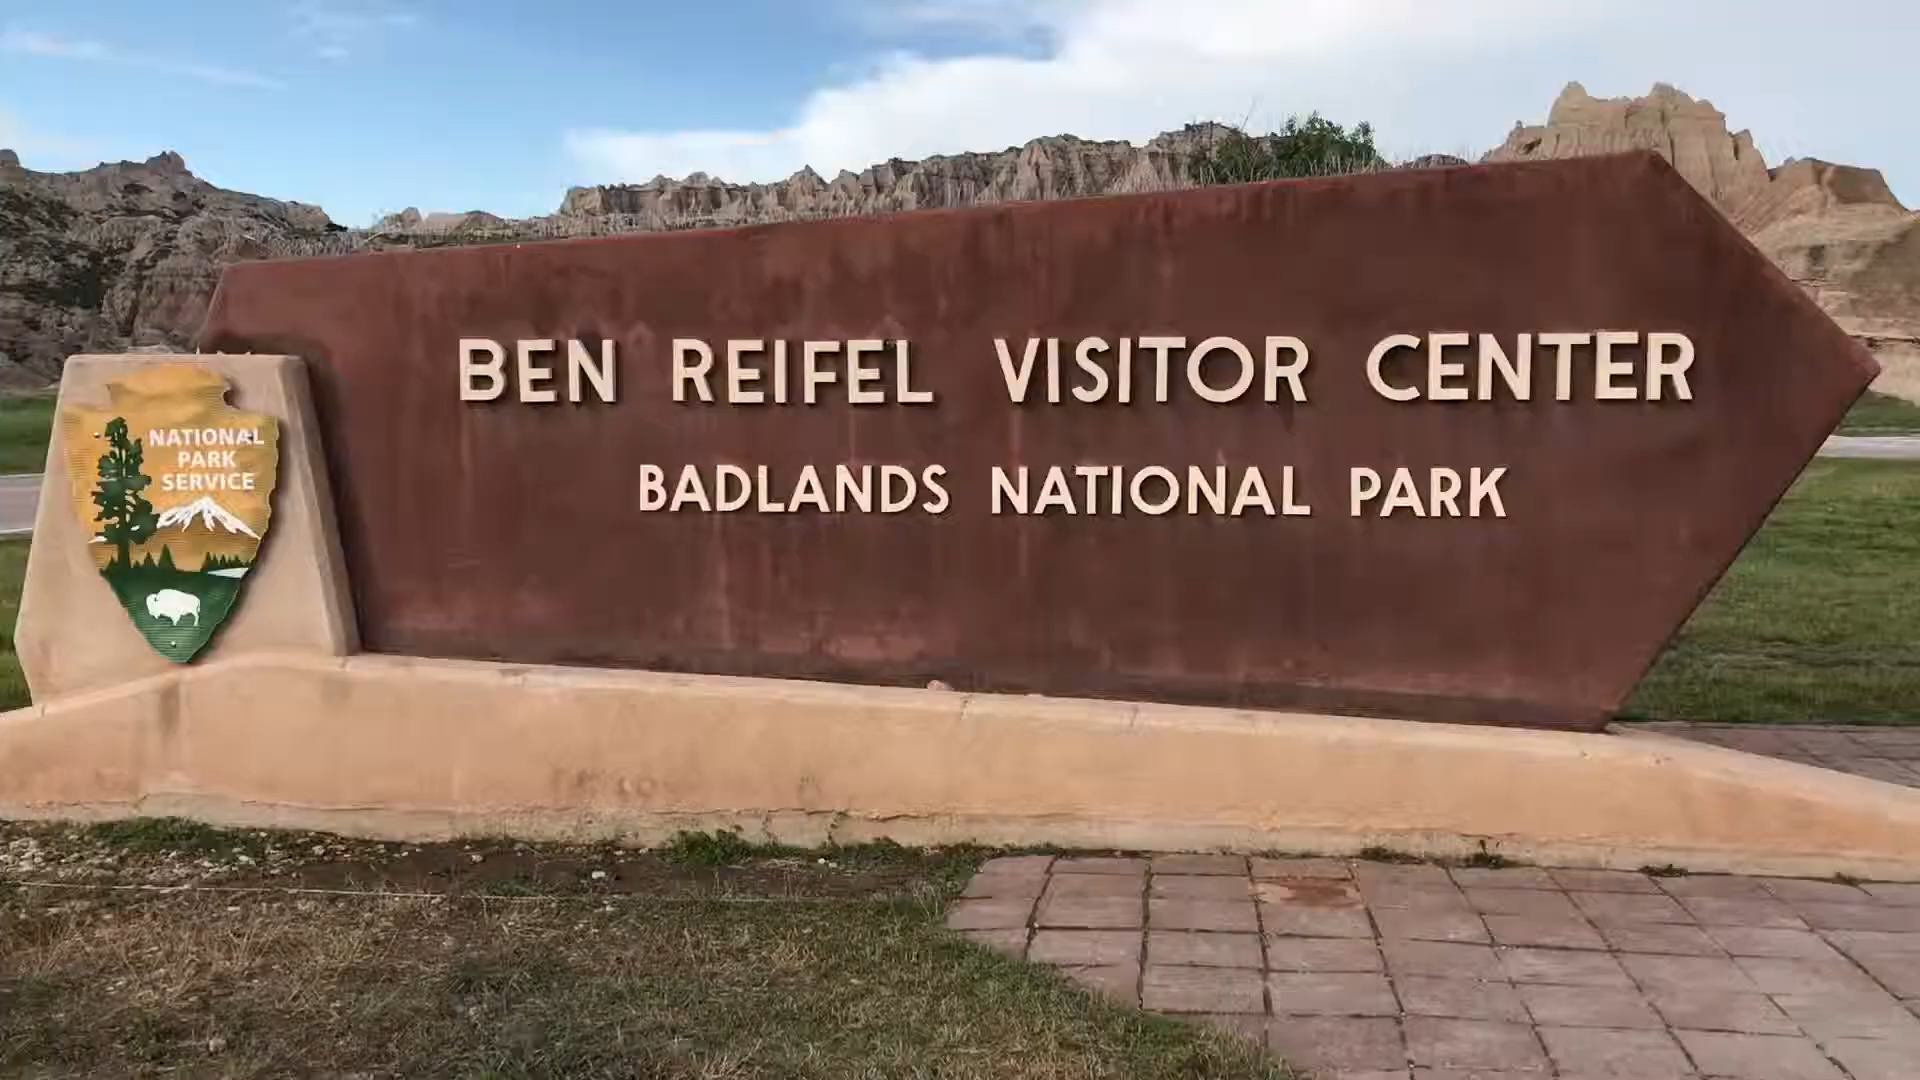 BEN REIFEL VISITOR CENTER
BADLANDS NATIONAL PARK
NATIONAL
PARK
SERVICE